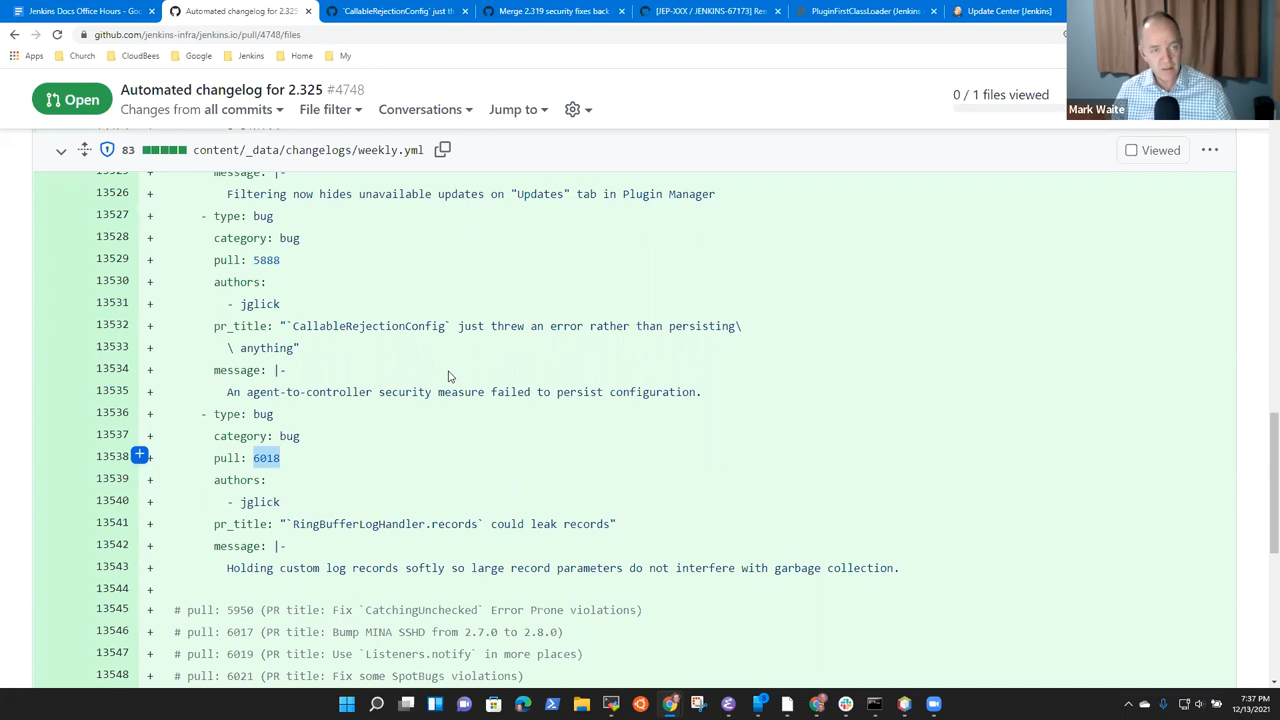 Jenkins Docs Office Hours - Goo
Automated changelog for 2.325
`CallableRejectionConfig` just th
Merge 2.319 security fixes back
[JEP-XXX / JENKINS-67173] Rem
PluginFirstClassLoader (Jenkins
Update Center [Jenkins]
github.com/jenkins-infra/jenkins.io/pull/4748/files
Apps
Church
CloudBees
Google
Jenkins
Home
My
Open
Automated changelog for 2.325 #4748
Changes from all commits
File filter
Conversations
Jump to
0 / 1 files viewed
Mark Waite
83
content/_data/changelogs/weekly.yml
Viewed
message: |-
13526 + Filtering now hides unavailable updates on "Updates" tab in Plugin Manager
13527 + - type: bug
13528 + category: bug
13529 + pull: 5888
13530 + authors:
13531 + - jglick
13532 + pr_title: "`CallableRejectionConfig` just threw an error rather than persisting\
13533 + \ anything"
13534 + message: |-
13535 + An agent-to-controller security measure failed to persist configuration.
13536 + - type: bug
13537 + category: bug
13538 + pull: 6018
13539 + authors:
13540 + - jglick
13541 + pr_title: "`RingBufferLogHandler.records` could leak records"
13542 + message: |-
13543 + Holding custom log records softly so large record parameters do not interfere with garbage collection.
13544 +
13545 + # pull: 5950 (PR title: Fix `CatchingUnchecked` Error Prone violations)
13546 + # pull: 6017 (PR title: Bump MINA SSHD from 2.7.0 to 2.8.0)
13547 + # pull: 6019 (PR title: Use `Listeners.notify` in more places)
13548 + # pull: 6021 (PR title: Fix some SpotBugs violations)
7:37 PM
12/13/2021